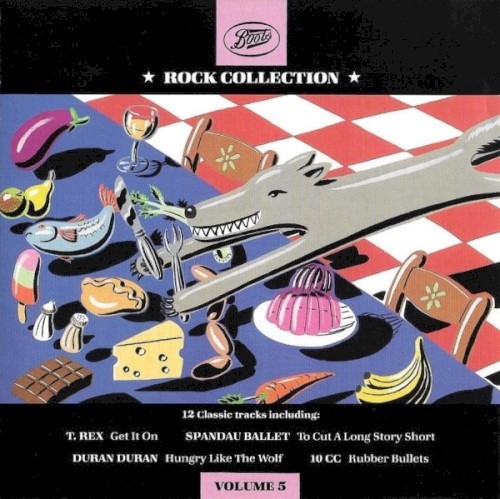 Boots
★ ROCK COLLECTION ★
12 Classic tracks including:
T. REX Get It On SPANDAU BALLET To Cut A Long Story Short
DURAN DURAN Hungry Like The Wolf 10 CC Rubber Bullets
VOLUME 5